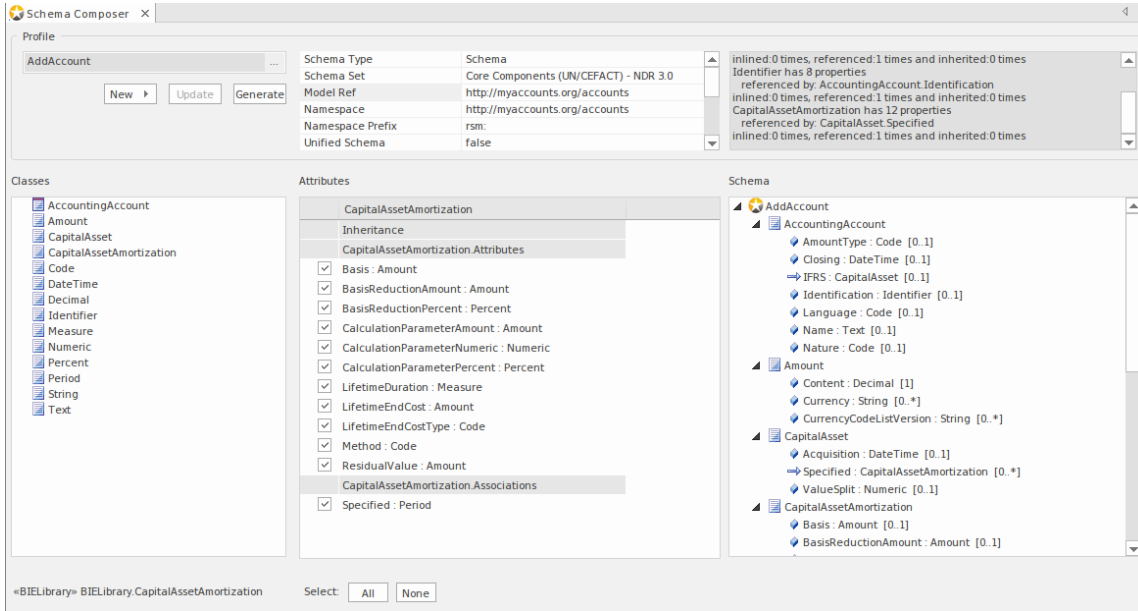 Schema Composer ×
Profile
AddAccount ...
New Update Generate
Schema Type Schema
Schema Set Core Components (UN/CEFACT) - NDR 3.0
Model Ref http://myaccounts.org/accounts
Namespace http://myaccounts.org/accounts
Namespace Prefix rsm:
Unified Schema false
inlined:0 times, referenced:1 times and inherited:0 times
Identifier has 8 properties
referenced by: AccountingAccount.Identification
inlined:0 times, referenced:1 times and inherited:0 times
CapitalAssetAmortization has 12 properties
referenced by: CapitalAsset.Specified
inlined:0 times, referenced:1 times and inherited:0 times
Classes
AccountingAccount
Amount
CapitalAsset
CapitalAssetAmortization
Code
DateTime
Decimal
Identifier
Measure
Numeric
Percent
Period
String
Text
Attributes
CapitalAssetAmortization
Inheritance
CapitalAssetAmortization.Attributes
Basis : Amount
BasisReductionAmount : Amount
BasisReductionPercent : Percent
CalculationParameterAmount : Amount
CalculationParameterNumeric : Numeric
CalculationParameterPercent : Percent
LifetimeDuration : Measure
LifetimeEndCost : Amount
LifetimeEndCostType : Code
Method : Code
ResidualValue : Amount
CapitalAssetAmortization.Associations
Specified : Period
Schema
AddAccount
AccountingAccount
AmountType : Code [0..1]
Closing : DateTime [0..1]
IFRS : CapitalAsset [0..1]
Identification : Identifier [0..1]
Language : Code [0..1]
Name : Text [0..1]
Nature : Code [0..1]
Amount
Content : Decimal [1]
Currency : String [0..*]
CurrencyCodeListVersion : String [0..*]
CapitalAsset
Acquisition : DateTime [0..1]
Specified : CapitalAssetAmortization [0..*]
ValueSplit : Numeric [0..1]
CapitalAssetAmortization
Basis : Amount [0..1]
BasisReductionAmount : Amount [0..1]
«BIELibrary» BIELibrary.CapitalAssetAmortization
Select: All None